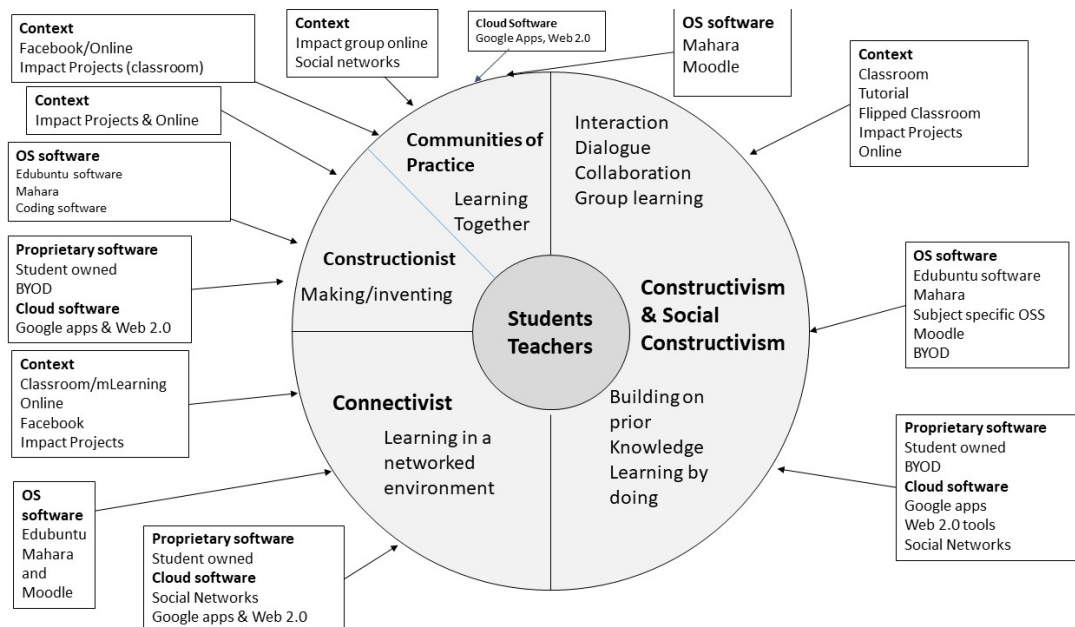 Context
Facebook/Online
Impact Projects (classroom)
Context
Impact group online
Social networks
Cloud Software
Google Apps, Web 2.0
OS software
Mahara
Moodle
Context
Classroom
Tutorial
Flipped Classroom
Impact Projects
Online
Context
Impact Projects & Online
OS software
Edubuntu software
Mahara
Coding software
Proprietary software
Student owned
BYOD
Cloud software
Google apps & Web 2.0
Context
Classroom/mLearning
Online
Facebook
Impact Projects
OS
software
Edubuntu
Mahara
and
Moodle
Proprietary software
Student owned
Cloud software
Social Networks
Google apps & Web 2.0
Communities of
Practice
Learning
Together
Constructionist
Making/inventing
Connectivist
Learning in a
networked
environment
Students
Teachers
Interaction
Dialogue
Collaboration
Group learning
Constructivism
& Social
Constructivism
Building on
prior
Knowledge
Learning by
doing
OS software
Edubuntu software
Mahara
Subject specific OSS
Moodle
BYOD
Proprietary software
Student owned
BYOD
Cloud software
Google apps
Web 2.0 tools
Social Networks